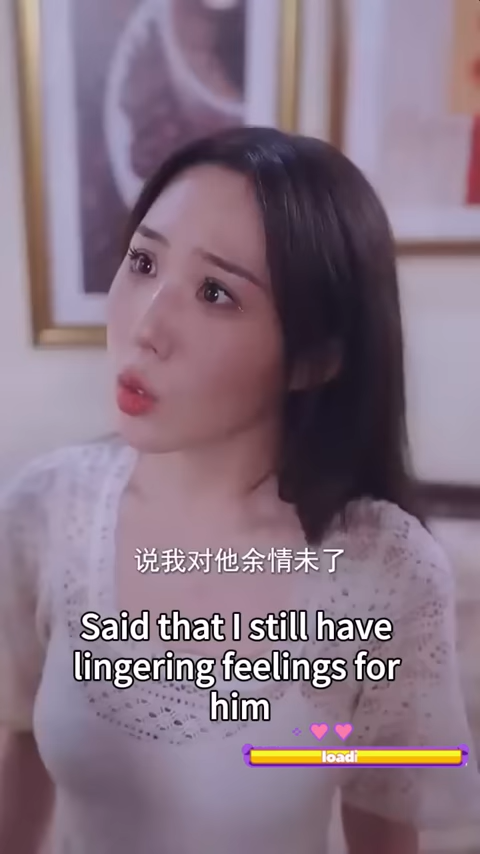 说我对他余情未了
Said that I still have
lingering feelings for
him
loadi